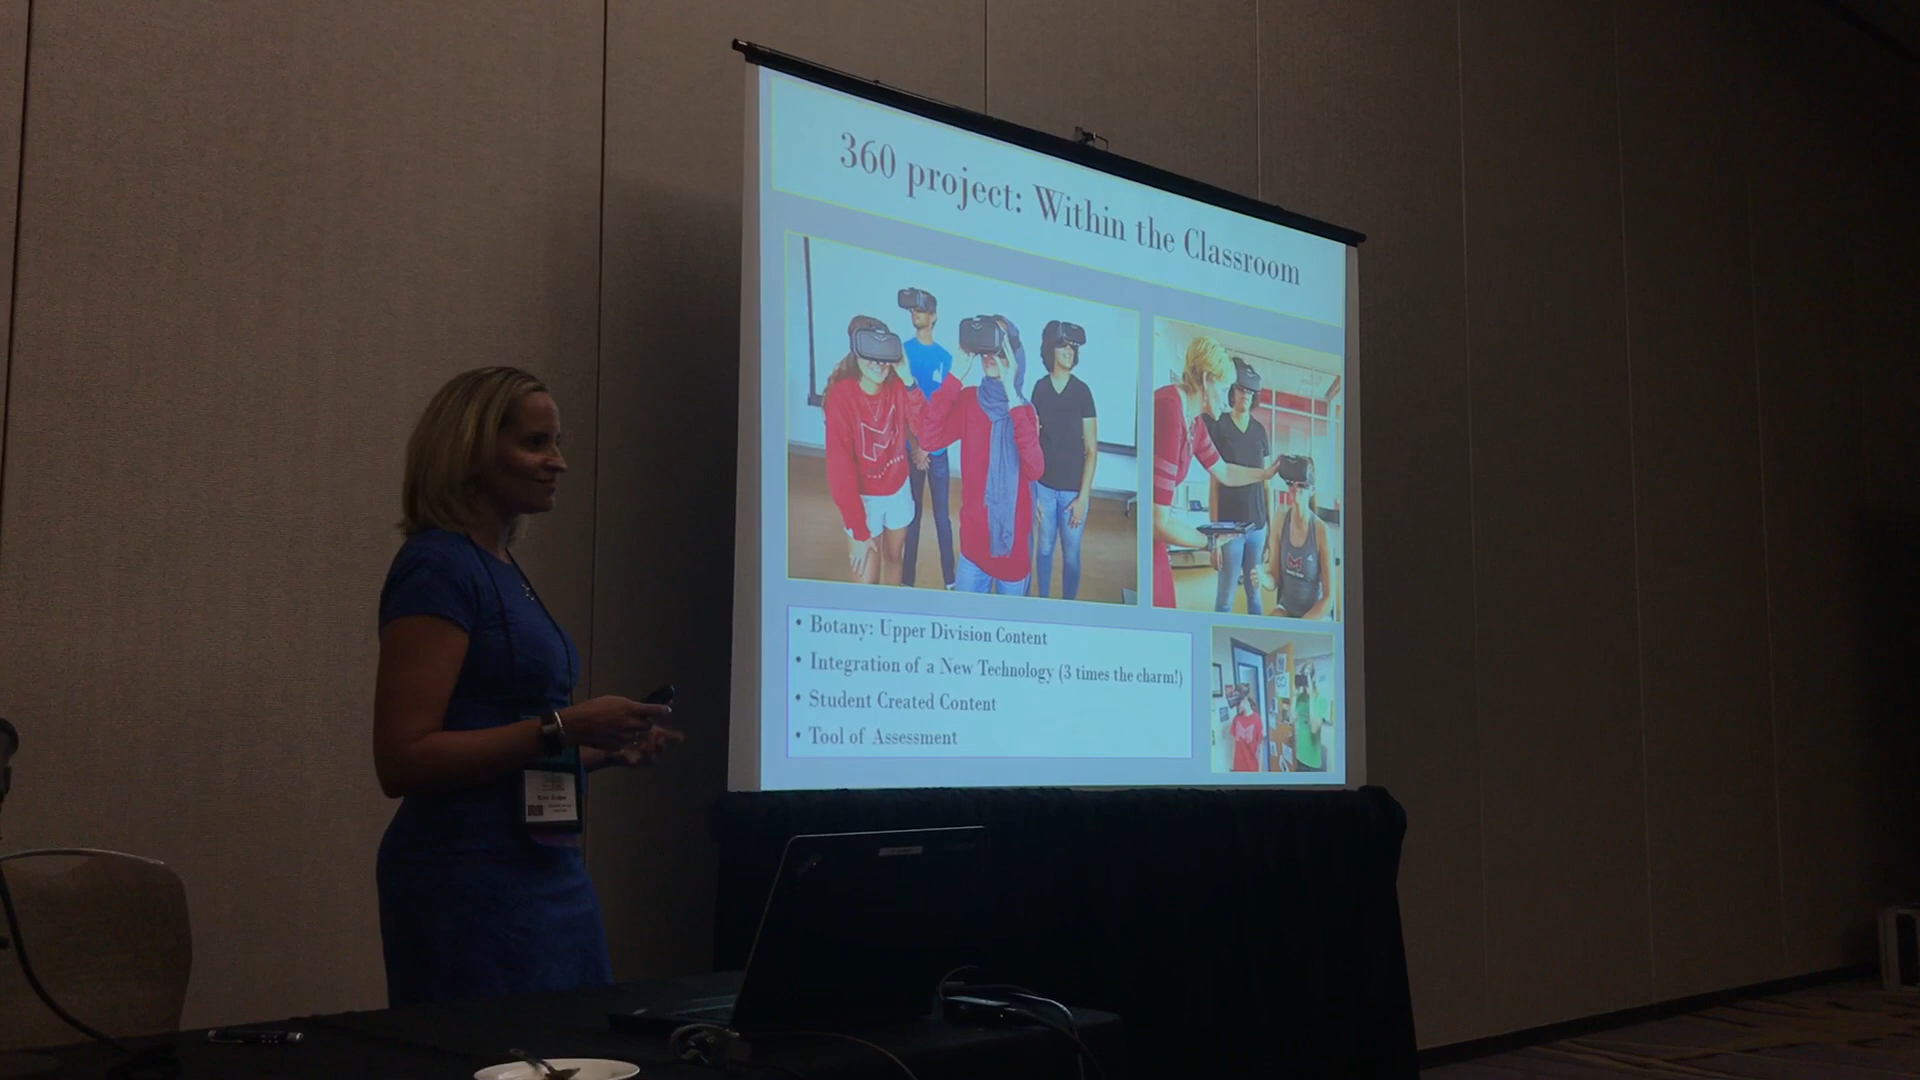 360 project: Within the Classroom
• Botany: Upper Division Content
• Integration of a New Technology (3 times the charm!)
• Student Created Content
• Tool of Assessment